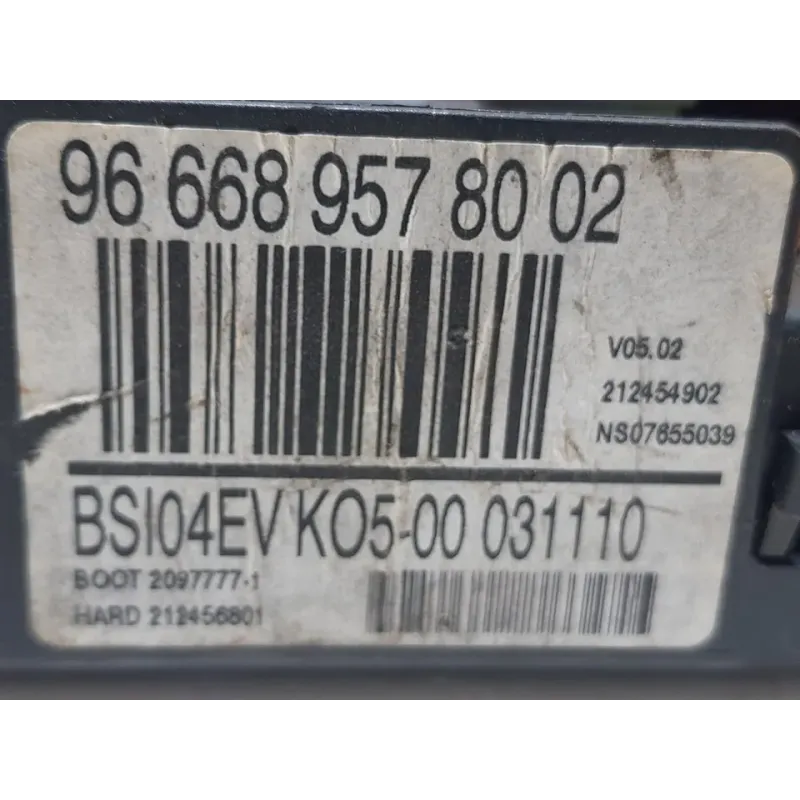 96 668 957 80 02
V05.02
212454902
NS07655039
BSI04EV KO5-00 031110
BOOT 2097777-1
HARD 212456801